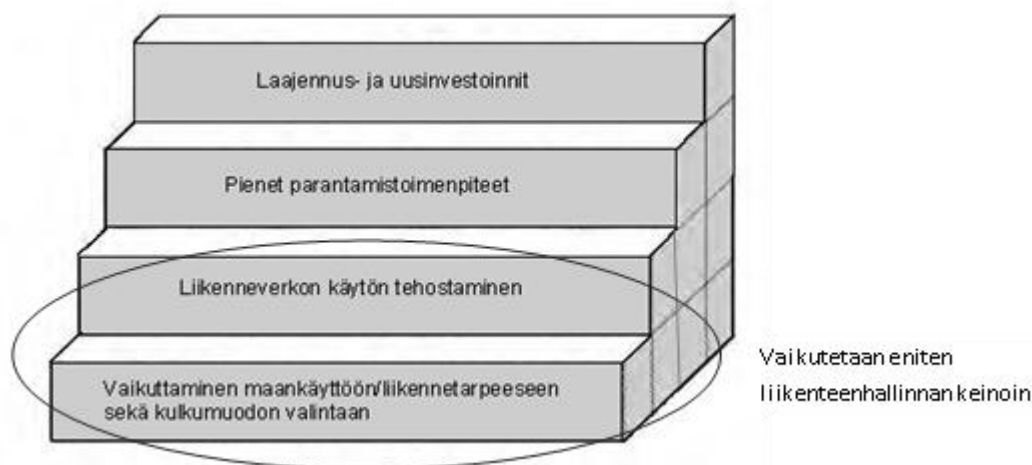 Laajennus- ja uusinvestoinnit
Pienet parantamistoimenpiteet
Liikenneverkon käytön tehostaminen
Vaikuttaminen maankäyttöön/liikennetarpeeseen
sekä kulkumuodon valintaan
Vaikutetaan eniten
liikenteenhallinnan keinoin